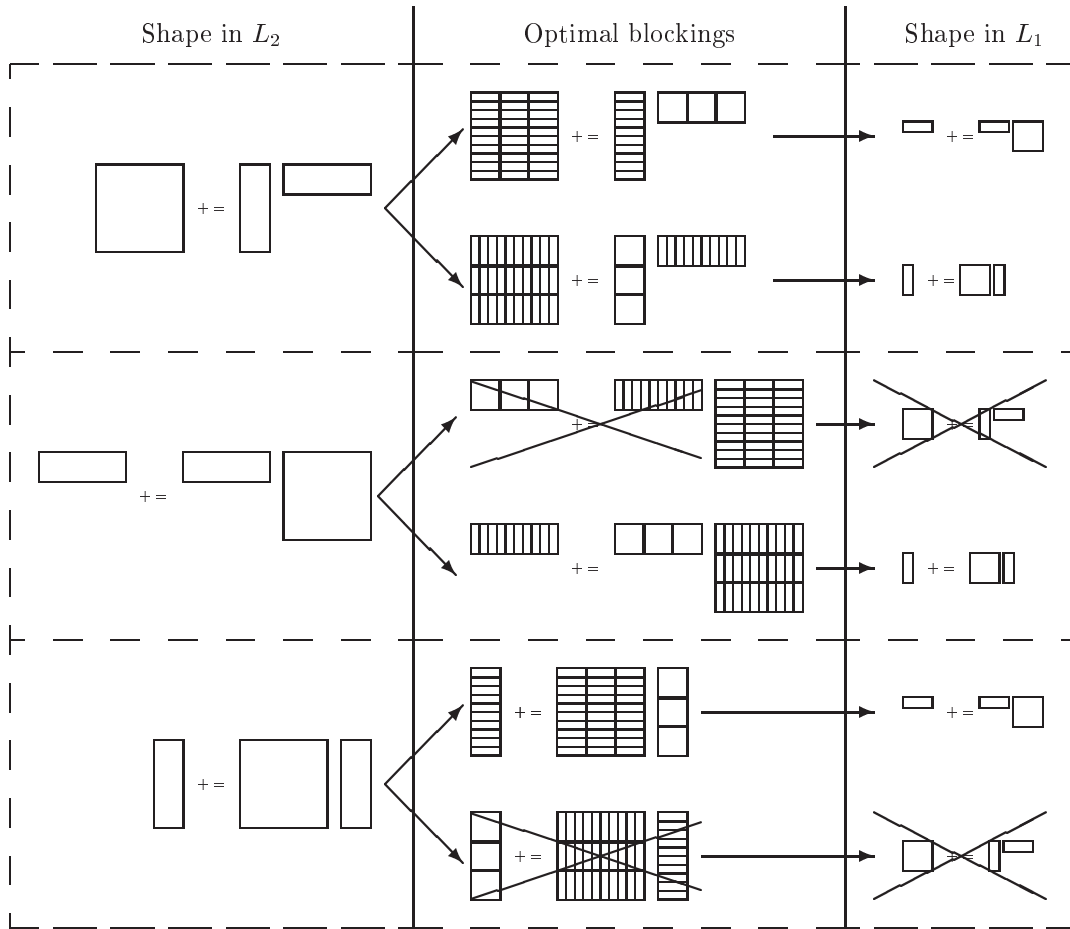 Shape in L₂ Optimal blockings Shape in L₁
+= += +=
+= +=
+= += +=
+= +=
+= += +=
+= +=